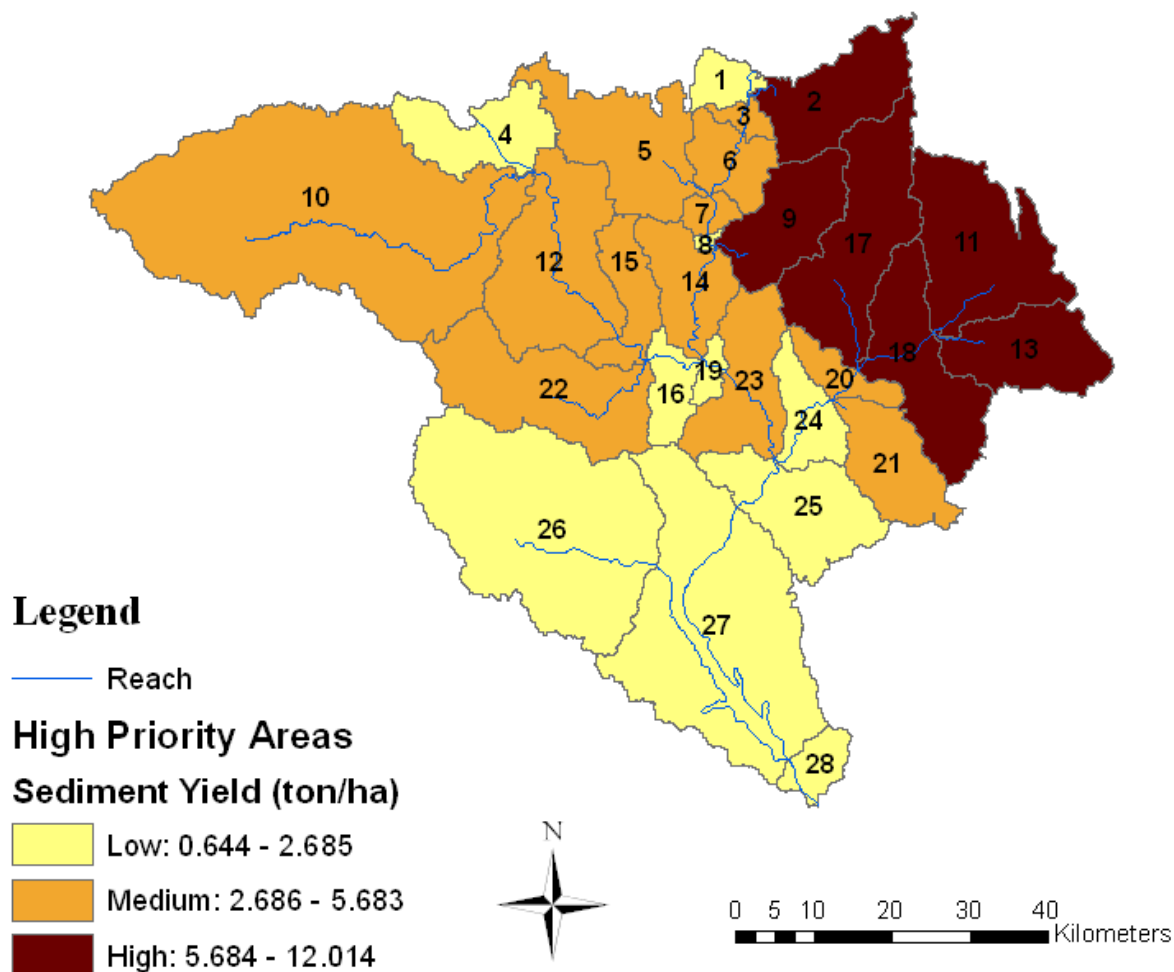 1
2
3
4
5
6
10
7
9
8
17
11
12
15
14
18
13
19
23
20
22
16
24
21
25
26
27
28
Legend
Reach
High Priority Areas
Sediment Yield (ton/ha)
Low: 0.644 - 2.685
Medium: 2.686 - 5.683
High: 5.684 - 12.014
N
0 5 10 20 30 40
Kilometers